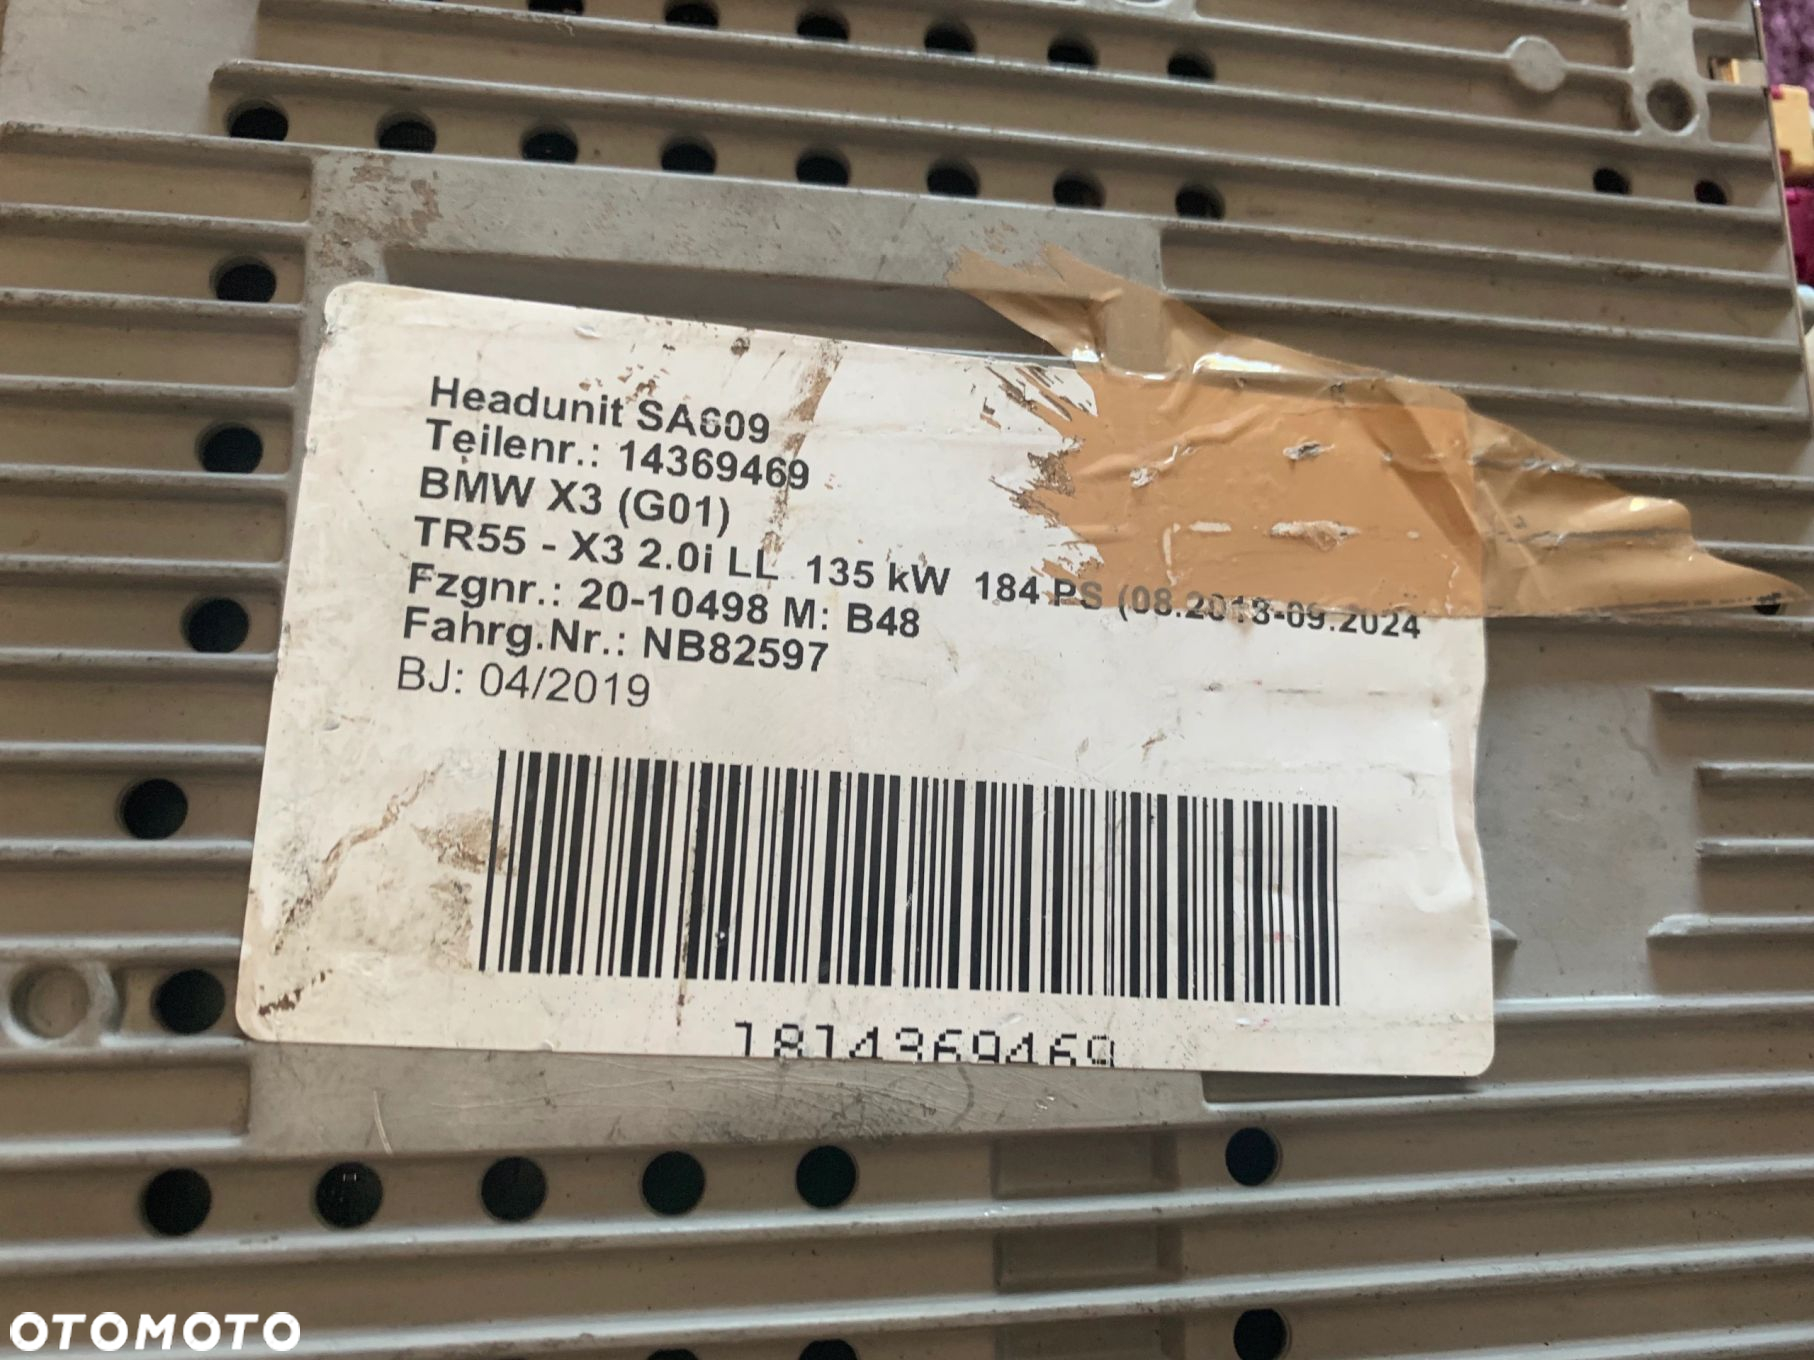 Headunit SA609
Teilenr.: 14369469
BMW X3 (G01)
TR55 - X3 2.0i LL 135 kW 184 PS (08.2018-09.2024
Fzgnr.: 20-10498 M: B48
Fahrg.Nr.: NB82597
BJ: 04/2019
1814369469
OTOMOTO